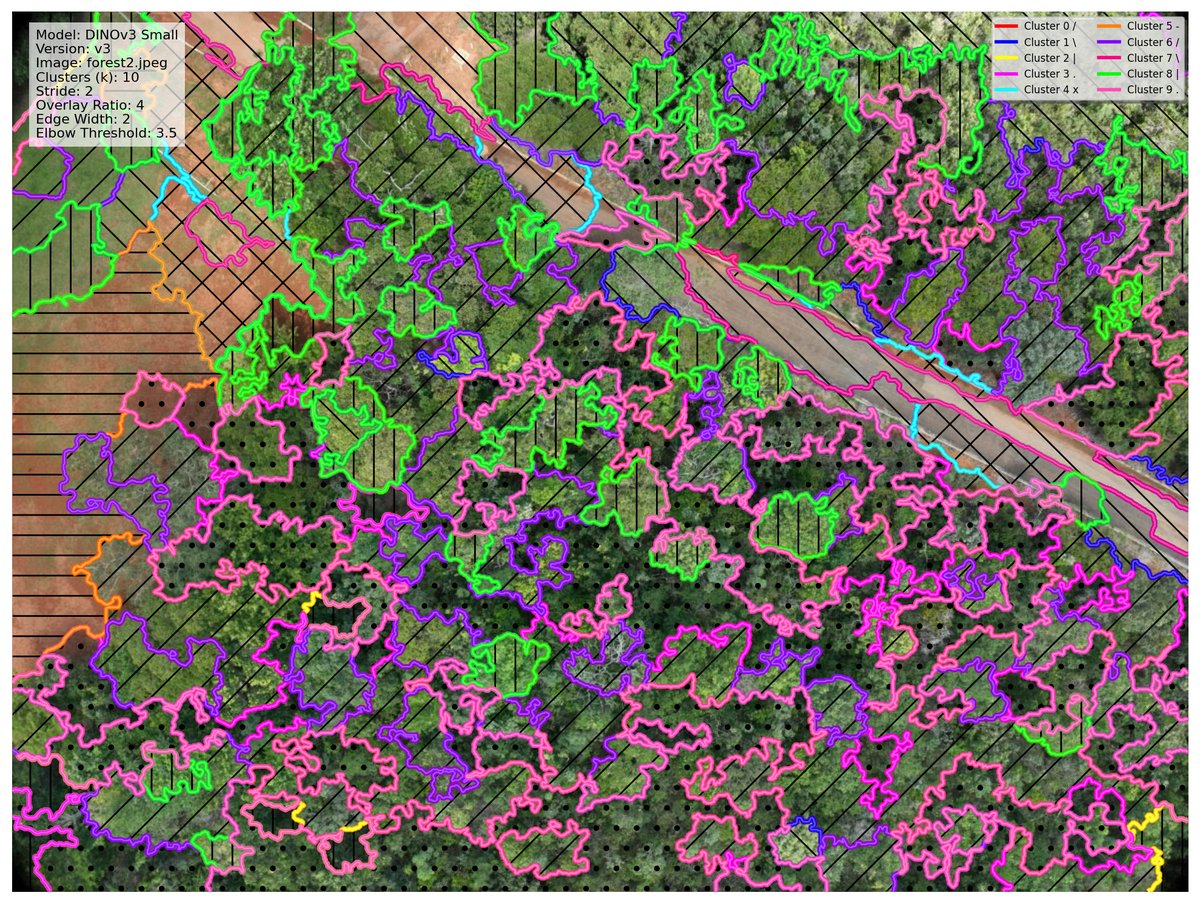 Model: DINOv3 Small
Version: v3
Image: forest2.jpeg
Clusters (k): 10
Stride: 2
Overlay Ratio: 4
Edge Width: 2
Elbow Threshold: 3.5
Cluster 0 /
Cluster 1 \
Cluster 2 |
Cluster 3 .
Cluster 4 x
Cluster 5 -
Cluster 6 /
Cluster 7 \
Cluster 8 |
Cluster 9 .